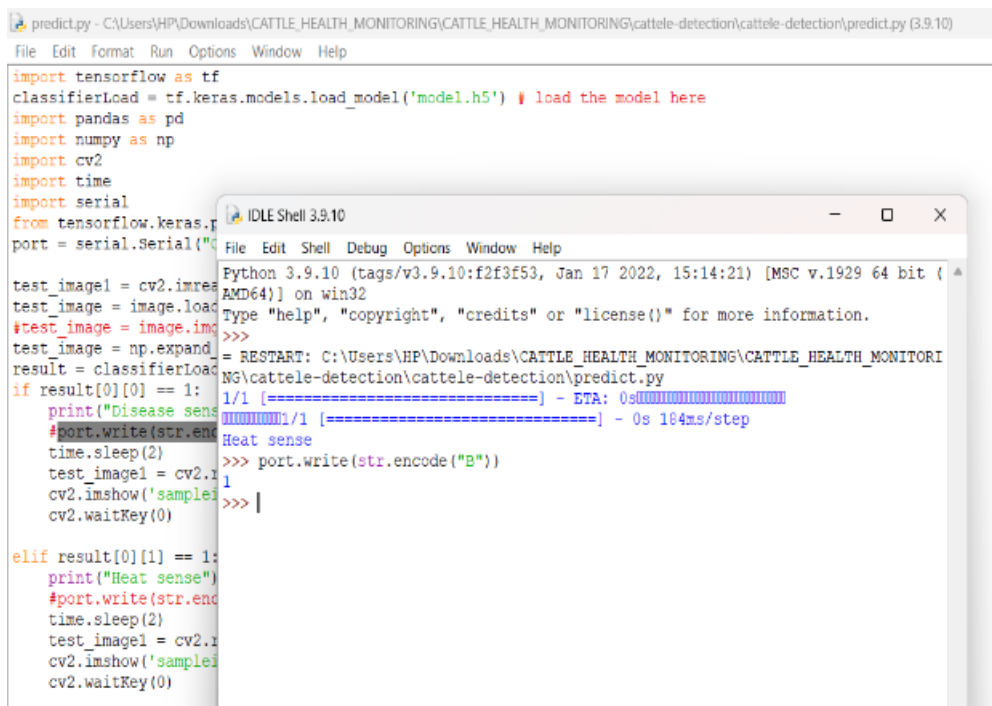 predict.py - C:\Users\HP\Downloads\CATTLE_HEALTH_MONITORING\CATTLE_HEALTH_MONITORING\cattele-detection\cattele-detection\predict.py (3.9.10)
File Edit Format Run Options Window Help
import tensorflow as tf
classifierLoad = tf.keras.models.load_model('model.h5') # load the model here
import pandas as pd
import numpy as np
import cv2
import time
import serial
from tensorflow.keras.p
port = serial.Serial("C
test_image1 = cv2.imrea
test_image = image.load
#test_image = image.img
test_image = np.expand_
result = classifierLoad
if result[0][0] == 1:
    print("Disease sens
    #port.write(str.enc
    time.sleep(2)
    test_image1 = cv2.r
    cv2.imshow('samplei
    cv2.waitKey(0)
elif result[0][1] == 1:
    print("Heat sense")
    #port.write(str.enc
    time.sleep(2)
    test_image1 = cv2.r
    cv2.imshow('samplei
    cv2.waitKey(0)
IDLE Shell 3.9.10
File Edit Shell Debug Options Window Help
Python 3.9.10 (tags/v3.9.10:f2f3f53, Jan 17 2022, 15:14:21) [MSC v.1929 64 bit (
AMD64)] on win32
Type "help", "copyright", "credits" or "license()" for more information.
>>>
= RESTART: C:\Users\HP\Downloads\CATTLE_HEALTH_MONITORING\CATTLE_HEALTH_MONITORI
NG\cattele-detection\cattele-detection\predict.py
1/1 [==============================] - ETA: 0s
1/1 [==============================] - 0s 184ms/step
Heat sense
>>> port.write(str.encode("B"))
1
>>>